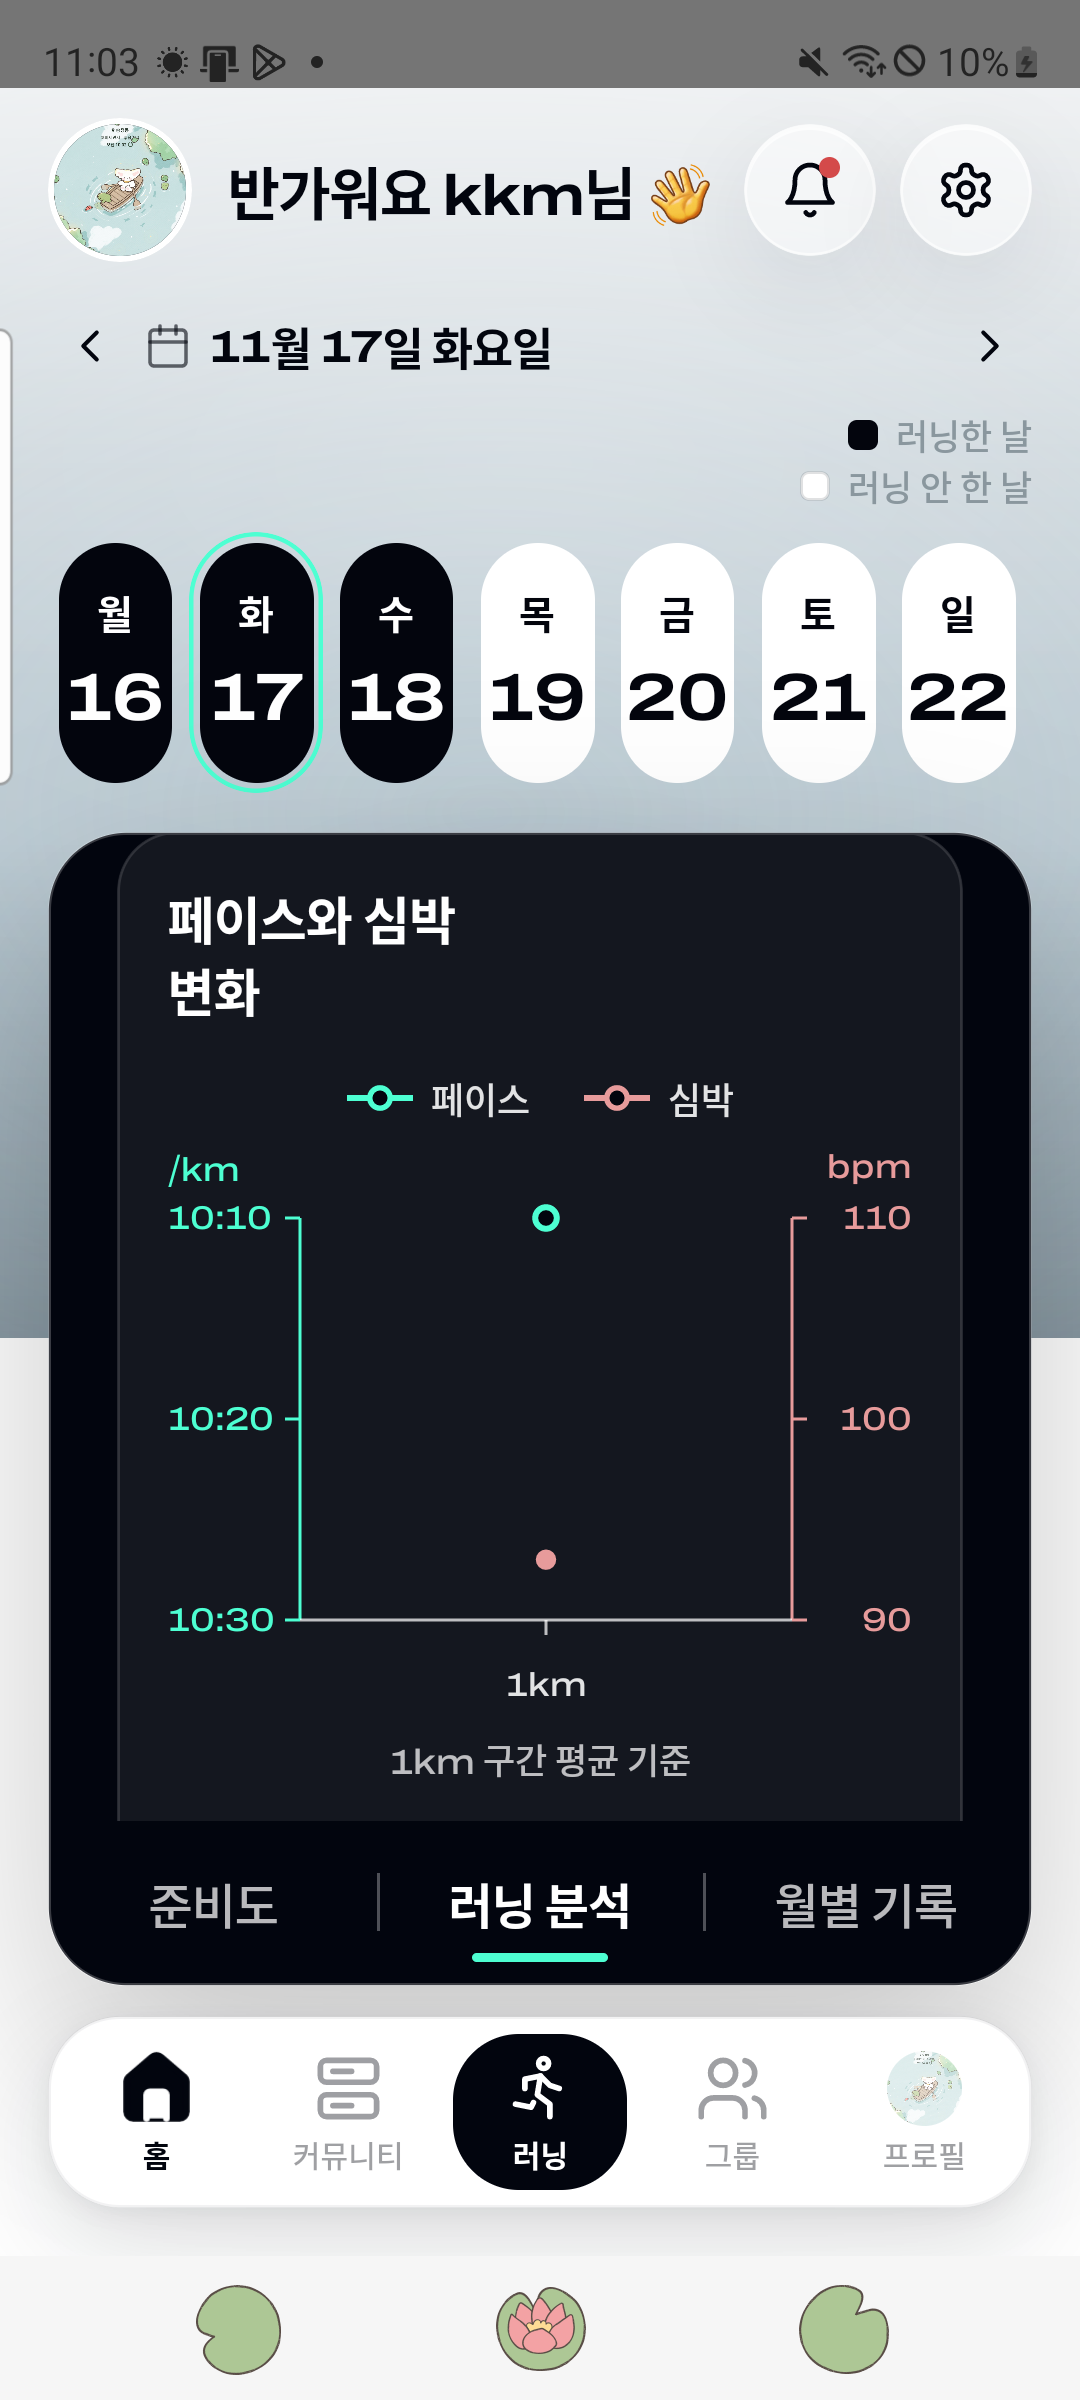 11:03
10%
반가워요 kkm님 👋
11월 17일 화요일
러닝한 날
러닝 안 한 날
월 화 수 목 금 토 일
16 17 18 19 20 21 22
페이스와 심박
변화
페이스 심박
/km bpm
10:10 110
10:20 100
10:30 90
1km
1km 구간 평균 기준
준비도 러닝 분석 월별 기록
홈 커뮤니티 러닝 그룹 프로필